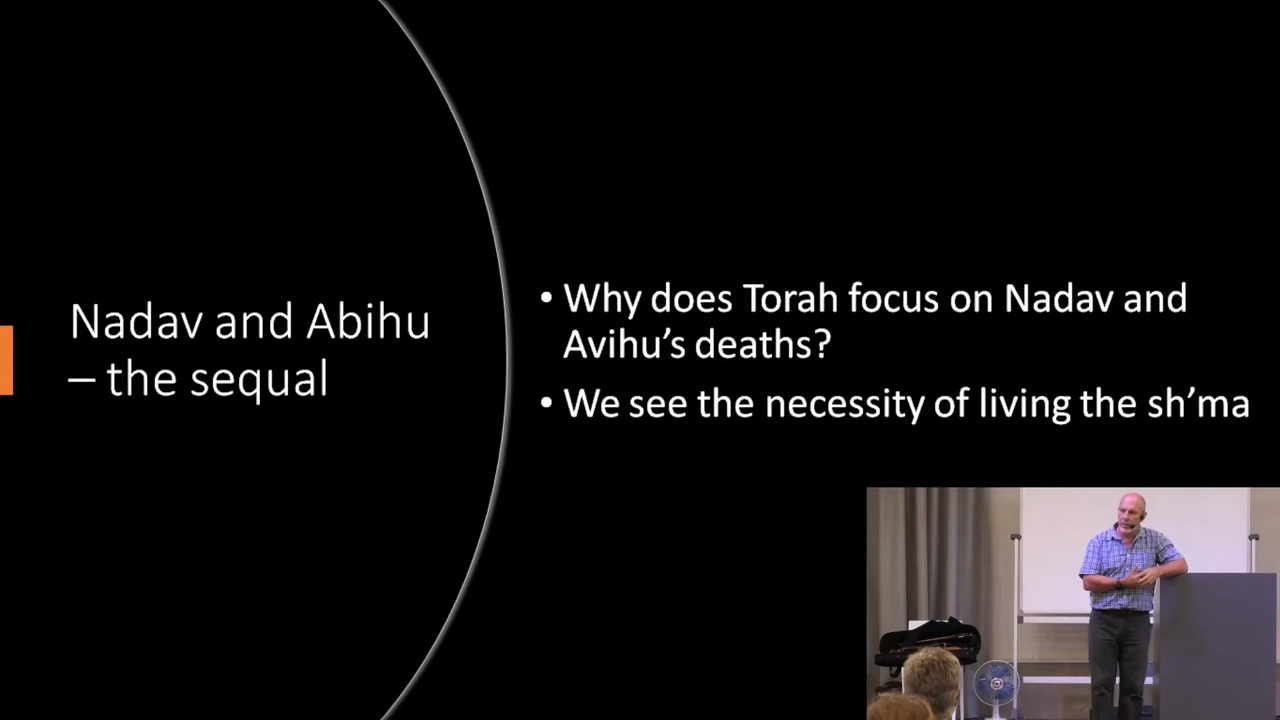 Nadav and Abihu
– the sequal
• Why does Torah focus on Nadav and
Avihu’s deaths?
• We see the necessity of living the sh’ma